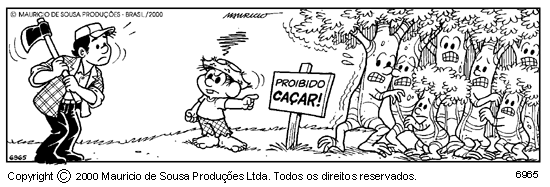 © MAURICIO DE SOUSA PRODUÇÕES - BRASIL/2000
MAURICIO
PROIBIDO
CAÇAR!
6965
Copyright © 2000 Mauricio de Sousa Produções Ltda. Todos os direitos reservados.
6965